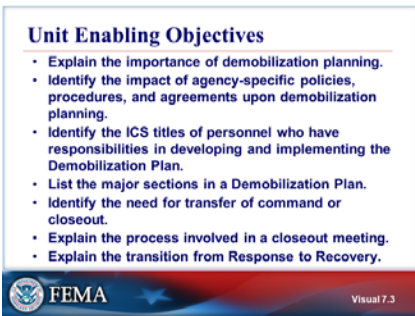 Unit Enabling Objectives
• Explain the importance of demobilization planning.
• Identify the impact of agency-specific policies,
procedures, and agreements upon demobilization
planning.
• Identify the ICS titles of personnel who have
responsibilities in developing and implementing the
Demobilization Plan.
• List the major sections in a Demobilization Plan.
• Identify the need for transfer of command or
closeout.
• Explain the process involved in a closeout meeting.
• Explain the transition from Response to Recovery.
FEMA
Visual 7.3